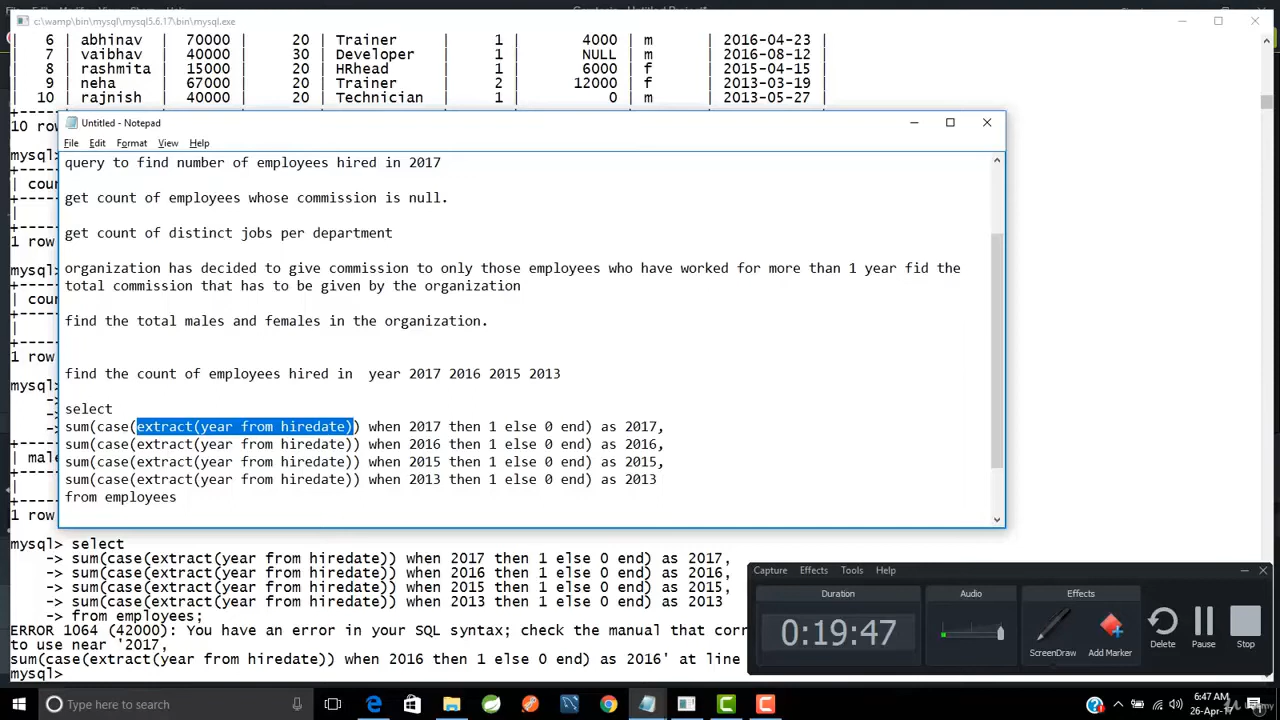 c:\wamp\bin\mysql\mysql5.6.17\bin\mysql.exe
| 6 | abhinav | 70000 | 20 | Trainer | 1 | 4000 | m | 2016-04-23 |
| 7 | vaibhav | 40000 | 30 | Developer | 1 | NULL | m | 2016-08-12 |
| 8 | rashmita | 15000 | 20 | HRhead | 1 | 6000 | f | 2015-04-15 |
| 9 | neha | 67000 | 20 | Trainer | 2 | 12000 | f | 2013-03-19 |
| 10 | rajnish | 40000 | 20 | Technician | 1 | 0 | m | 2013-05-27 |
10 row
mysql>
| cou
1 row
mysql>
| cou
1 row
mysql>
->
->
->
| male
1 row
Untitled - Notepad
File Edit Format View Help
query to find number of employees hired in 2017
get count of employees whose commission is null.
get count of distinct jobs per department
organization has decided to give commission to only those employees who have worked for more than 1 year fid the
total commission that has to be given by the organization
find the total males and females in the organization.
find the count of employees hired in year 2017 2016 2015 2013
select
sum(case(extract(year from hiredate)) when 2017 then 1 else 0 end) as 2017,
sum(case(extract(year from hiredate)) when 2016 then 1 else 0 end) as 2016,
sum(case(extract(year from hiredate)) when 2015 then 1 else 0 end) as 2015,
sum(case(extract(year from hiredate)) when 2013 then 1 else 0 end) as 2013
from employees
mysql> select
-> sum(case(extract(year from hiredate)) when 2017 then 1 else 0 end) as 2017,
-> sum(case(extract(year from hiredate)) when 2016 then 1 else 0 end) as 2016,
-> sum(case(extract(year from hiredate)) when 2015 then 1 else 0 end) as 2015,
-> sum(case(extract(year from hiredate)) when 2013 then 1 else 0 end) as 2013
-> from employees;
ERROR 1064 (42000): You have an error in your SQL syntax; check the manual that corr
to use near '2017,
sum(case(extract(year from hiredate)) when 2016 then 1 else 0 end) as 2016' at line
mysql>
Capture Effects Tools Help
Duration Audio Effects
0:19:47
ScreenDraw Add Marker Delete Pause Stop
Type here to search
6:47 AM
26-Apr-17